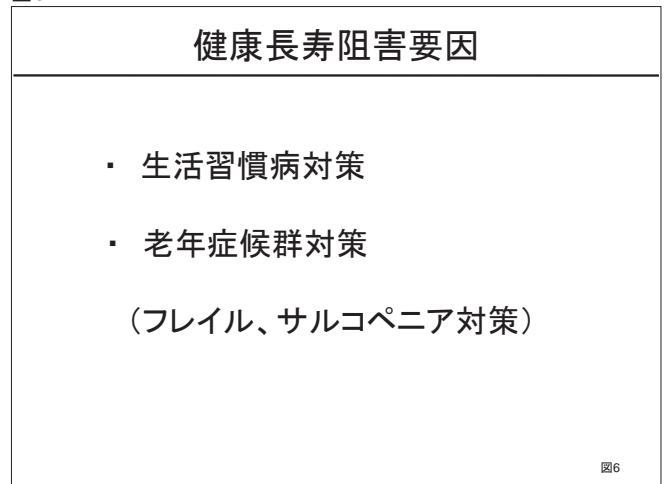 健康長寿阻害要因
・ 生活習慣病対策
・ 老年症候群対策
（フレイル、サルコペニア対策）
図6